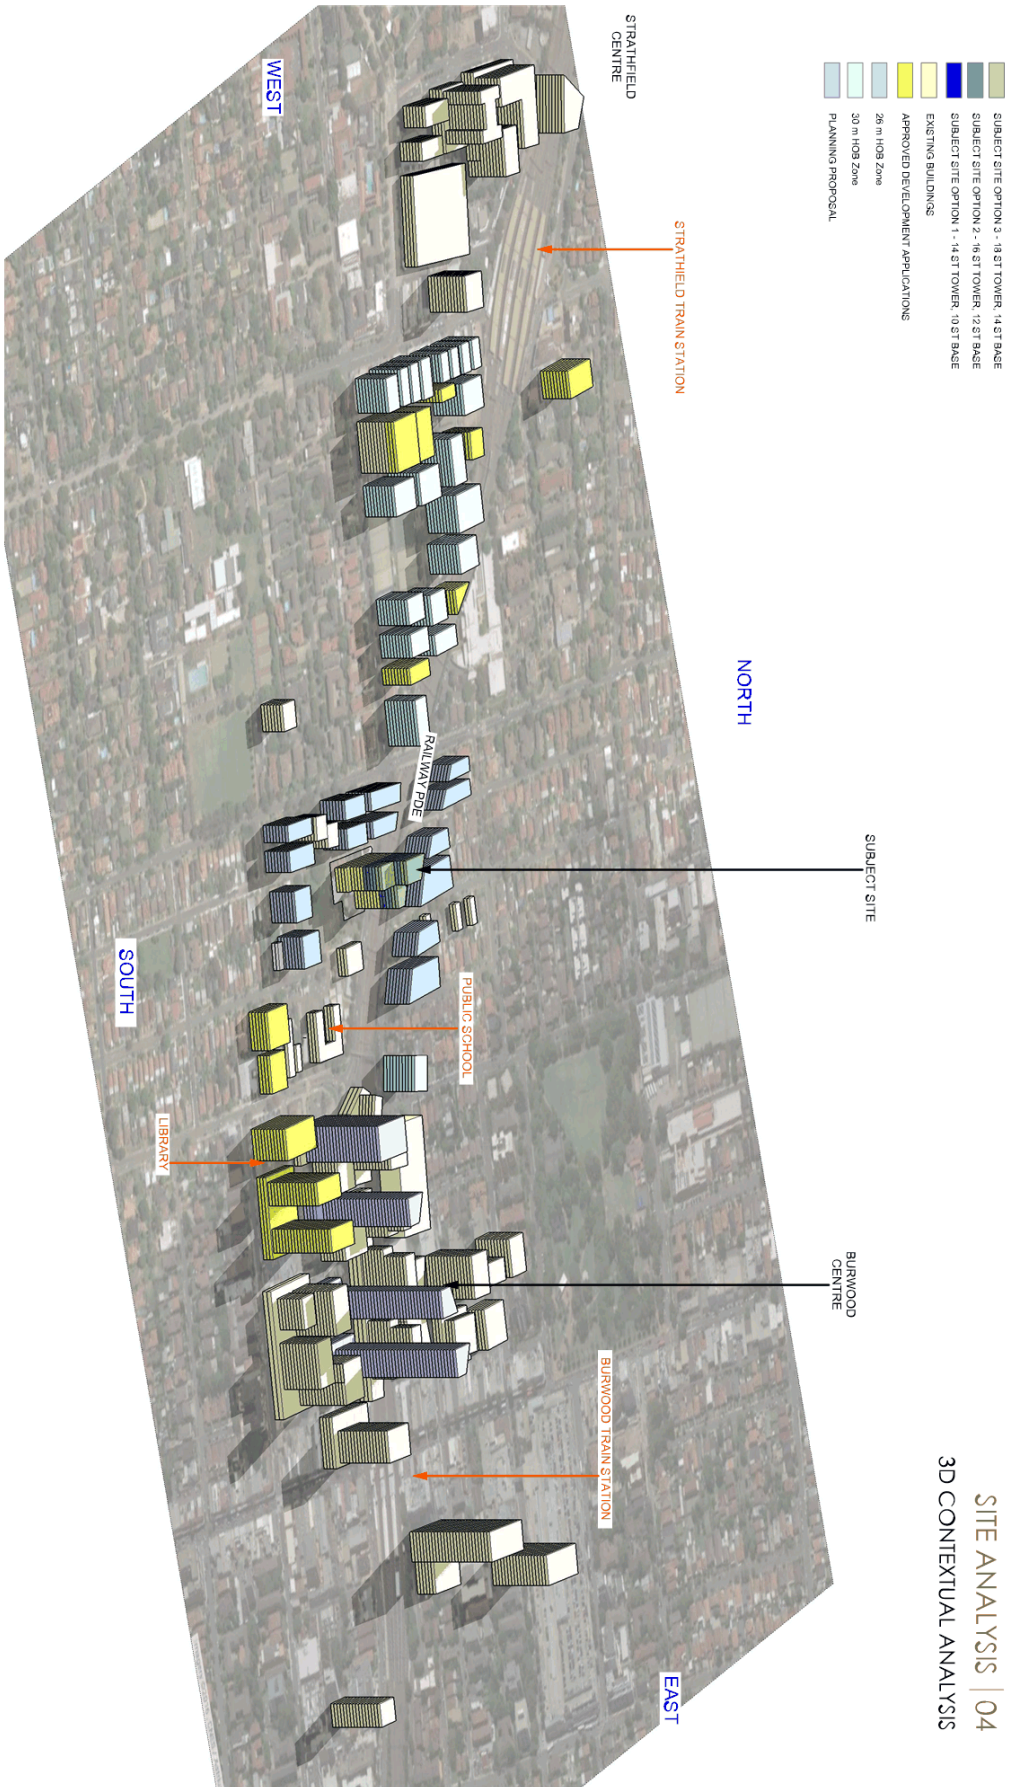 SITE ANALYSIS | 04
3D CONTEXTUAL ANALYSIS
SUBJECT SITE OPTION 3 - 18 ST TOWER, 14 ST BASE
SUBJECT SITE OPTION 2 - 16 ST TOWER, 12 ST BASE
SUBJECT SITE OPTION 1 - 14 ST TOWER, 10 ST BASE
EXISTING BUILDINGS
APPROVED DEVELOPMENT APPLICATIONS
26 m HOB Zone
30 m HOB Zone
PLANNING PROPOSAL
SUBJECT SITE
BURWOOD
CENTRE
NORTH
STRATHFIELD
CENTRE
STRATHIELD TRAIN STATION
BURWOOD TRAIN STATION
EAST
PUBLIC SCHOOL
RAILWAY PDE
WEST
LIBRARY
SOUTH